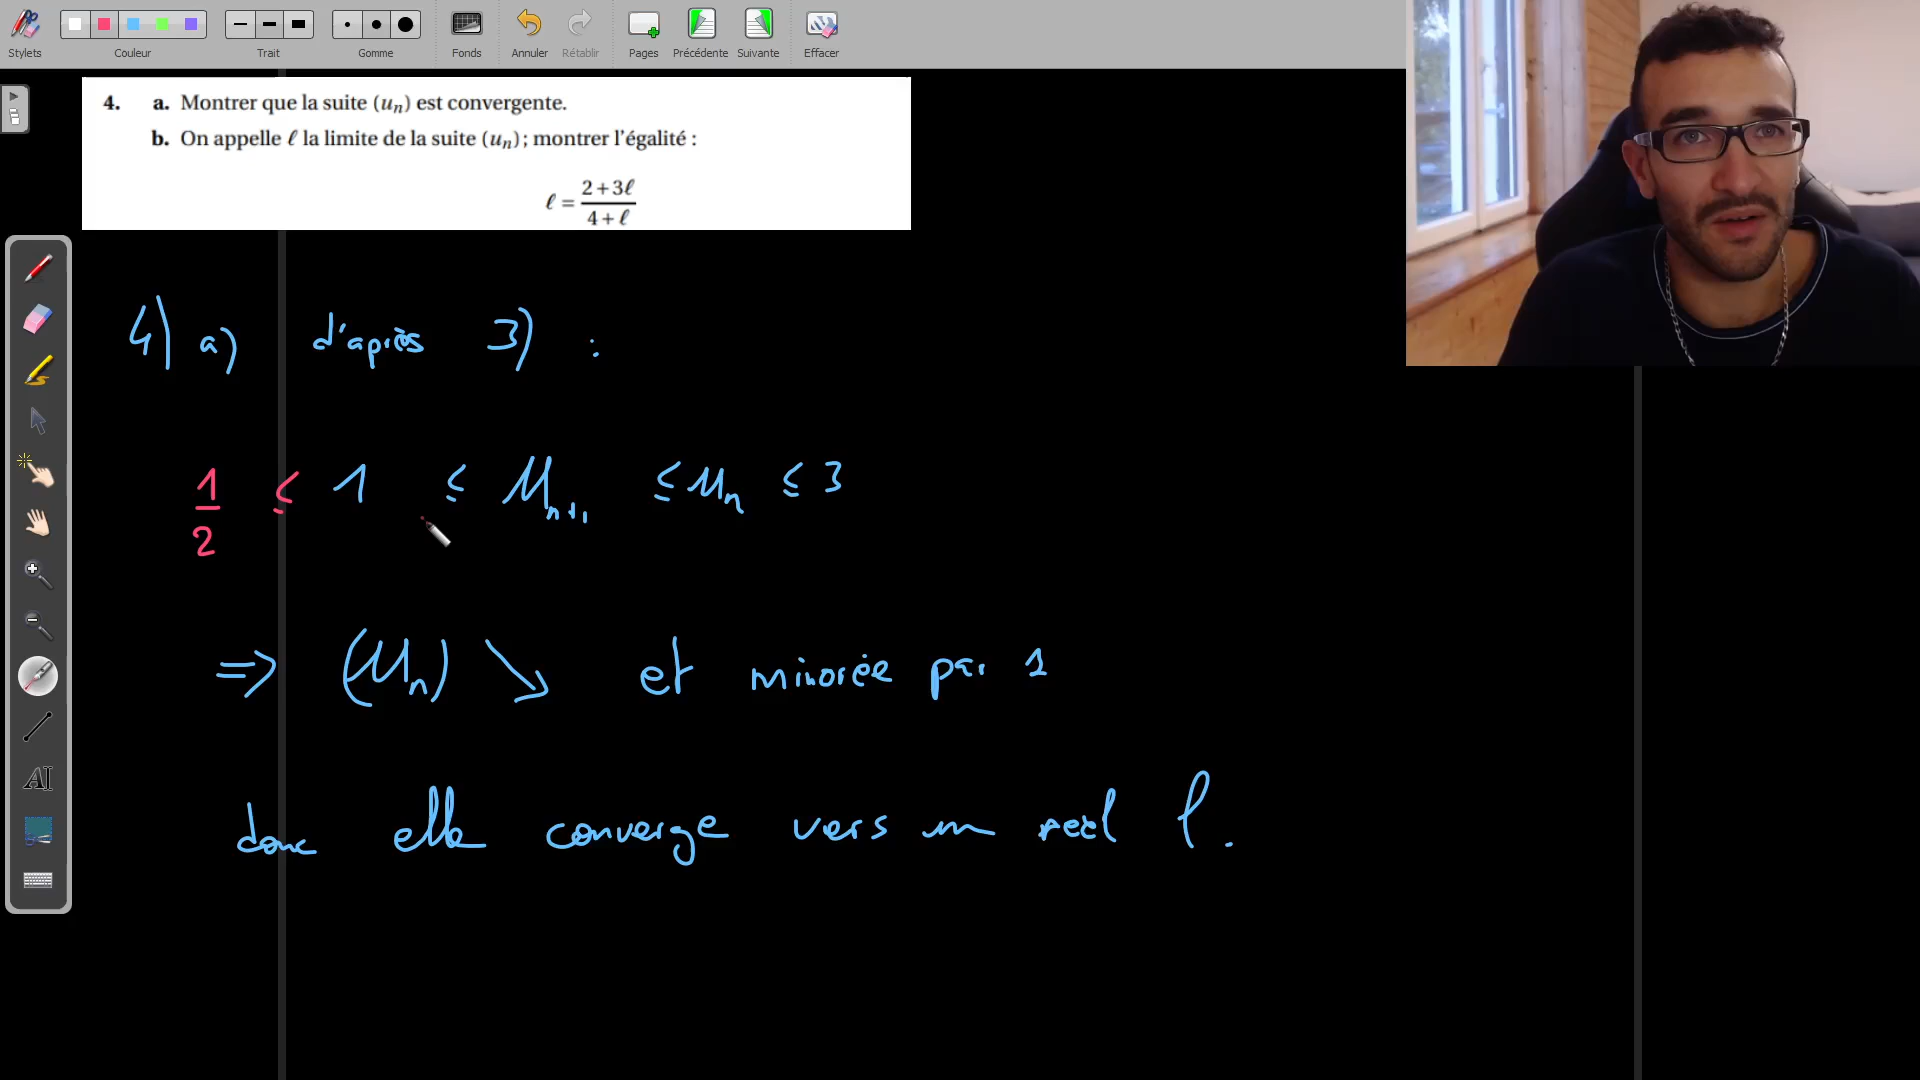 Stylets Couleur Trait Gomme Fonds Annuler Rétablir Pages Précédente Suivante Effacer
4. a. Montrer que la suite (uₙ) est convergente.
b. On appelle ℓ la limite de la suite (uₙ) ; montrer l'égalité :
ℓ = (2 + 3ℓ)/(4 + ℓ)
4) a) d'après 3) :
1/2 ≤ 1 ≤ Uₙ₊₁ ≤ Uₙ ≤ 3
=> (Uₙ) ↘ et minorée par 1
donc elle converge vers un réel ℓ.
AI